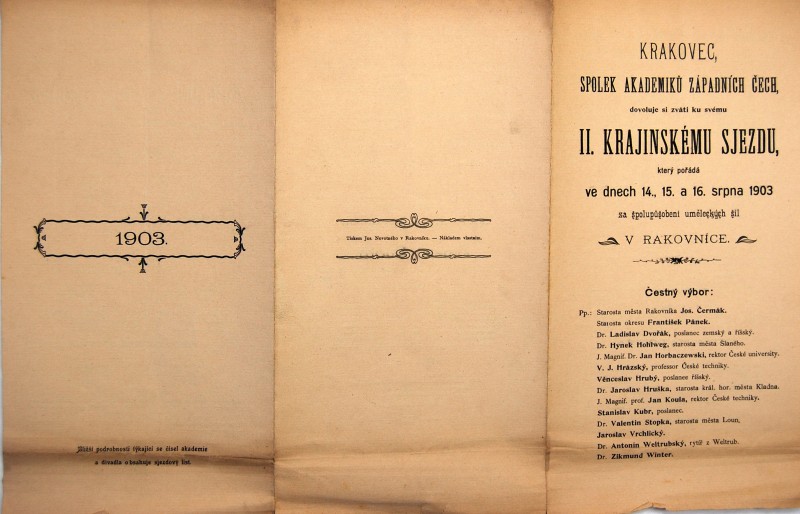 1903.
Bližší podrobnosti týkající se čísel akademie
a divadla obsahuje sjezdový list.
Tiskem Jos. Novotného v Rakovníku. — Nákladem vlastním.
KRAKOVEC,
SPOLEK AKADEMIKŮ ZÁPADNÍCH ČECH,
dovoluje si zváti ku svému
II. KRAJINSKÉMU SJEZDU,
který pořádá
ve dnech 14., 15. a 16. srpna 1903
za spolupůsobení uměleckých sil
V RAKOVNÍCE.
Čestný výbor:
Pp.: Starosta města Rakovníka Jos. Čermák.
Starosta okresu František Pánek.
Dr. Ladislav Dvořák, poslanec zemský a říšský.
Dr. Hynek Hohlweg, starosta města Slaného.
J. Magnif. Dr. Jan Horbaczewski, rektor České university.
V. J. Hrázský, professor České techniky.
Věnceslav Hrubý, poslanec říšský.
Dr. Jaroslav Hruška, starosta král. hor. města Kladna.
J. Magnif. prof. Jan Koula, rektor České techniky.
Stanislav Kubr, poslanec.
Dr. Valentin Stopka, starosta města Loun,
Jaroslav Vrchlický,
Dr. Antonín Weltrubský, rytíř z Weltrub.
Dr. Zikmund Winter.